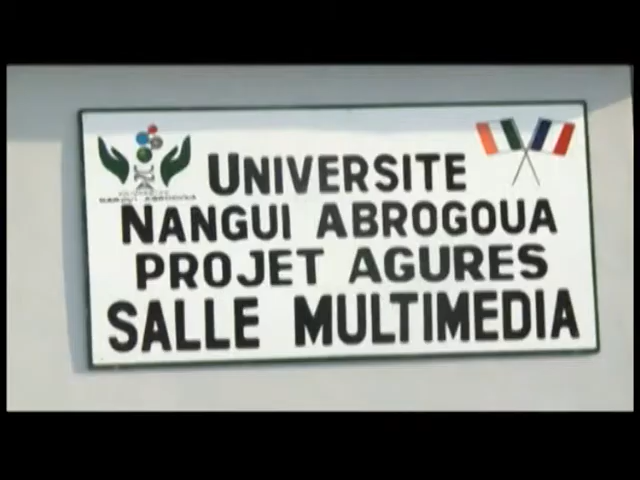 UNIVERSITE
NANGUI ABROGOUA
PROJET AGURES
SALLE MULTIMEDIA